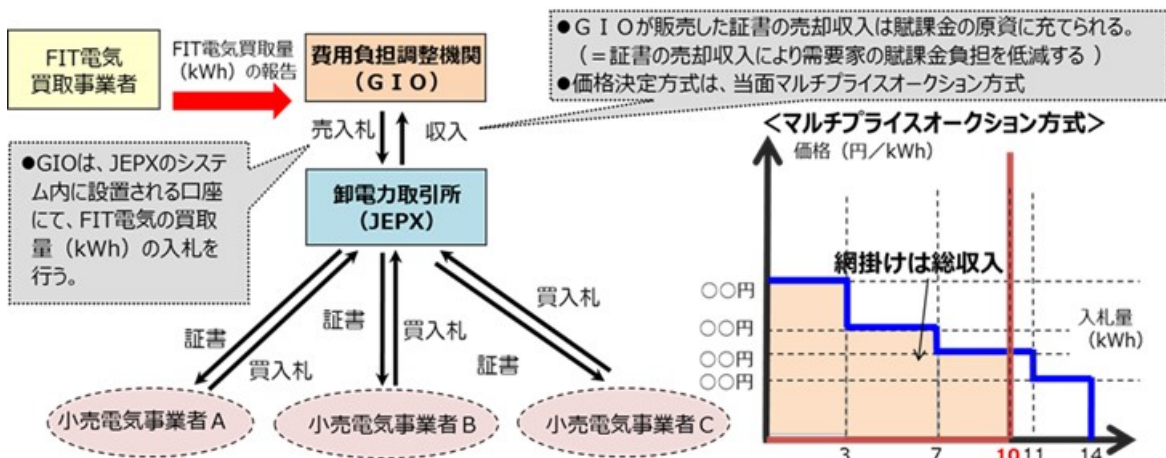 FIT電気
買取事業者
FIT電気買取量
(kWh)の報告
費用負担調整機関
(GIO)
●GIOが販売した証書の売却収入は賦課金の原資に充てられる。
(=証書の売却収入により需要家の賦課金負担を低減する)
●価格決定方式は、当面マルチプライスオークション方式
売入札
収入
●GIOは、JEPXのシステ
ム内に設置される口座
にて、FIT電気の買取
量(kWh)の入札を
行う。
卸電力取引所
(JEPX)
証書
買入札
証書
買入札
証書
買入札
小売電気事業者A
小売電気事業者B
小売電気事業者C
<マルチプライスオークション方式>
価格(円/kWh)
網掛けは総収入
○○円
○○円
○○円
○○円
入札量
(kWh)
3
7
10
11
14